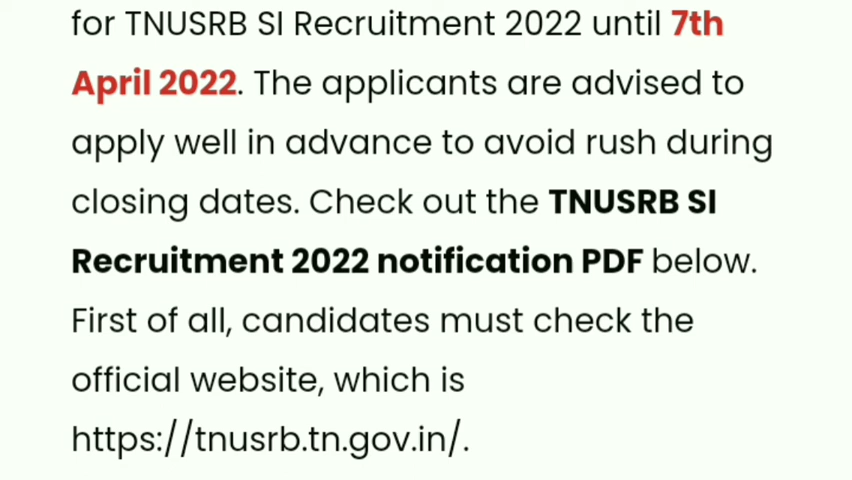 for TNUSRB SI Recruitment 2022 until 7th
April 2022. The applicants are advised to
apply well in advance to avoid rush during
closing dates. Check out the TNUSRB SI
Recruitment 2022 notification PDF below.
First of all, candidates must check the
official website, which is
https://tnusrb.tn.gov.in/.